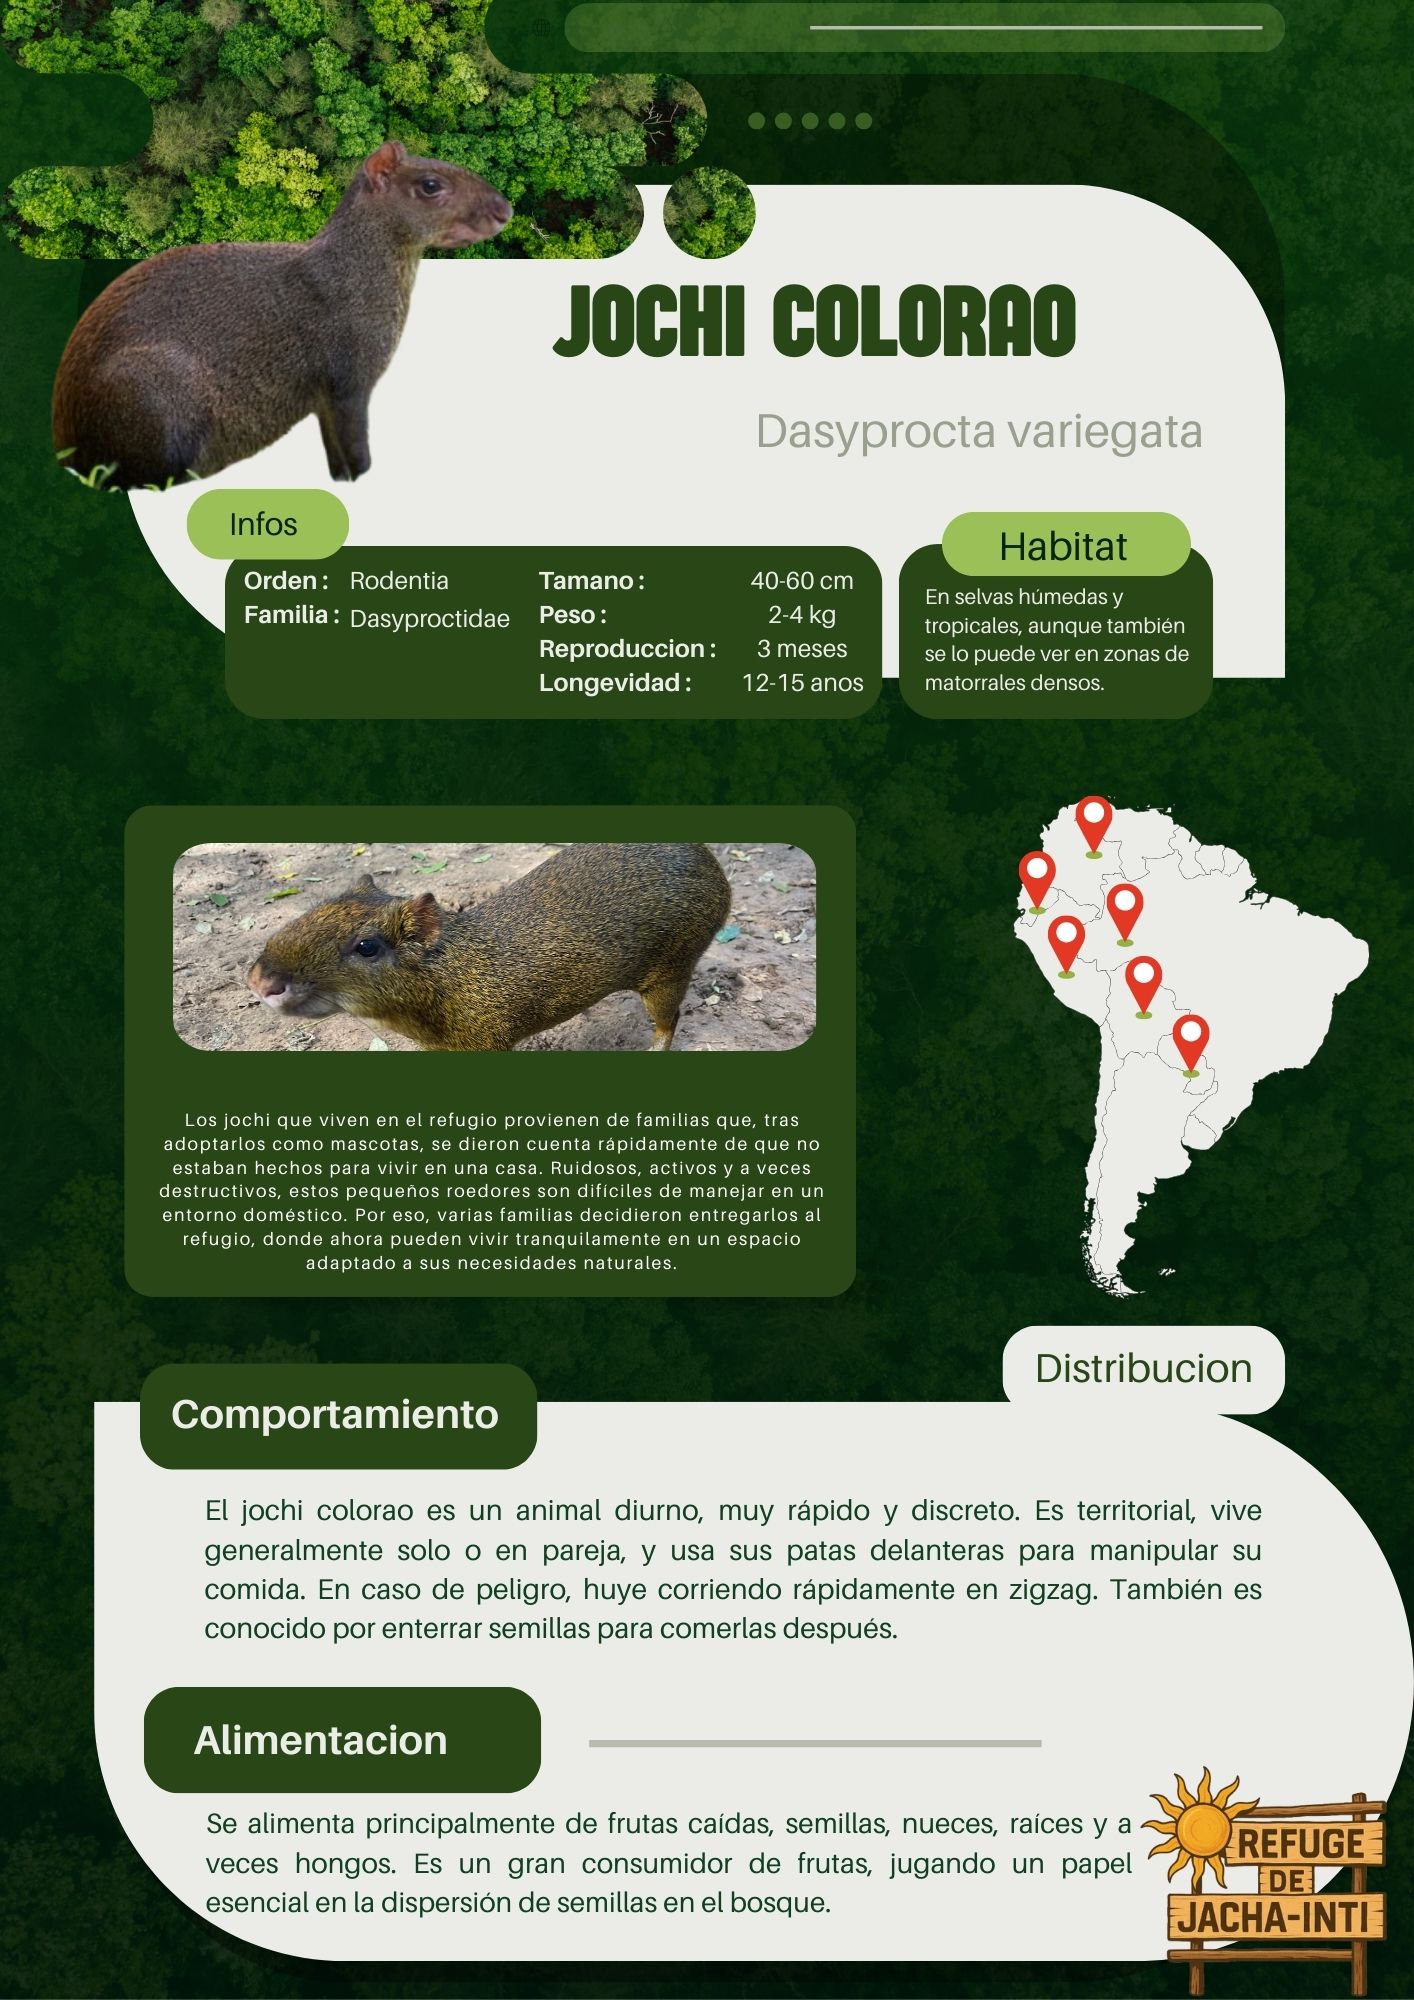 JOCHI COLORAO
Dasyprocta variegata
Infos
Orden : Rodentia
Familia : Dasyproctidae
Tamano : 40-60 cm
Peso : 2-4 kg
Reproduccion : 3 meses
Longevidad : 12-15 anos
Habitat
En selvas húmedas y
tropicales, aunque también
se lo puede ver en zonas de
matorrales densos.
Los jochi que viven en el refugio provienen de familias que, tras
adoptarlos como mascotas, se dieron cuenta rápidamente de que no
estaban hechos para vivir en una casa. Ruidosos, activos y a veces
destructivos, estos pequeños roedores son difíciles de manejar en un
entorno doméstico. Por eso, varias familias decidieron entregarlos al
refugio, donde ahora pueden vivir tranquilamente en un espacio
adaptado a sus necesidades naturales.
Distribucion
Comportamiento
El jochi colorao es un animal diurno, muy rápido y discreto. Es territorial, vive
generalmente solo o en pareja, y usa sus patas delanteras para manipular su
comida. En caso de peligro, huye corriendo rápidamente en zigzag. También es
conocido por enterrar semillas para comerlas después.
Alimentacion
Se alimenta principalmente de frutas caídas, semillas, nueces, raíces y a
veces hongos. Es un gran consumidor de frutas, jugando un papel
esencial en la dispersión de semillas en el bosque.
REFUGE
DE
JACHA-INTI